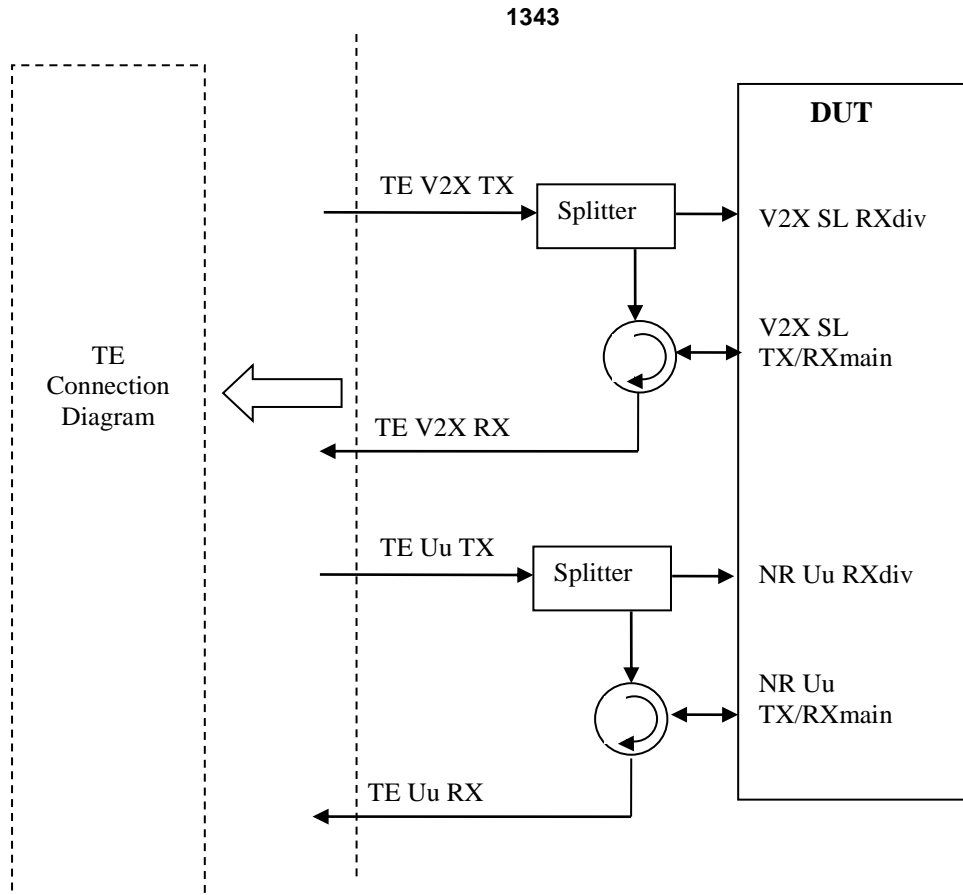 1343
DUT
TE V2X TX
Splitter
V2X SL RXdiv
V2X SL
TX/RXmain
TE
Connection
Diagram
TE V2X RX
TE Uu TX
Splitter
NR Uu RXdiv
NR Uu
TX/RXmain
TE Uu RX